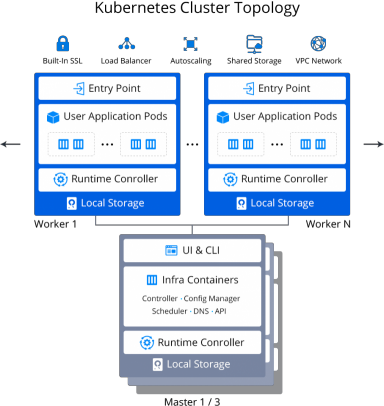 Kubernetes Cluster Topology
Built-In SSL
Load Balancer
Autoscaling
Shared Storage
VPC Network
Entry Point
User Application Pods
Runtime Conroller
Local Storage
Worker 1
Entry Point
User Application Pods
Runtime Conroller
Local Storage
Worker N
UI & CLI
Infra Containers
Controller · Config Manager
Scheduler · DNS · API
Runtime Conroller
Local Storage
Master 1 / 3